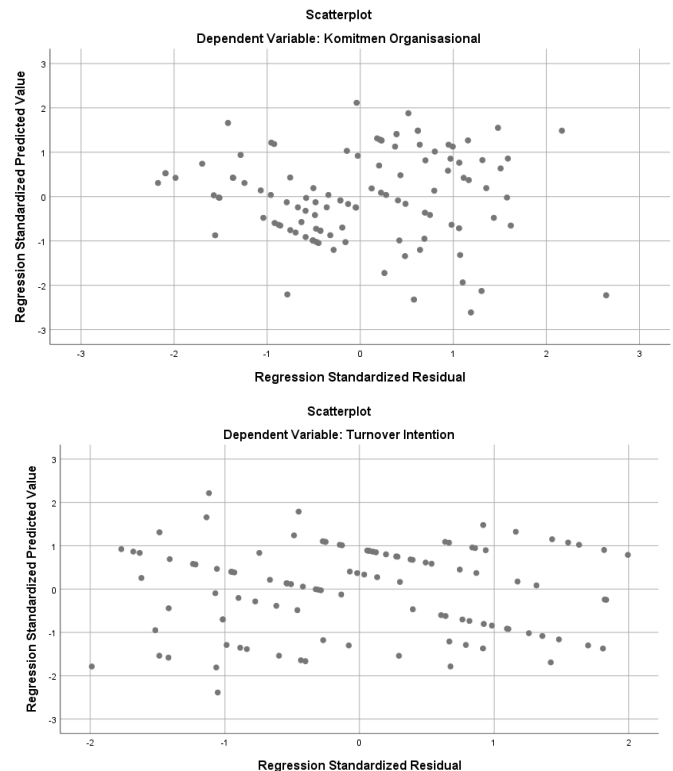 Scatterplot
Dependent Variable: Komitmen Organisasional
Regression Standardized Predicted Value
3
2
1
0
-1
-2
-3
-3 -2 -1 0 1 2 3
Regression Standardized Residual
Scatterplot
Dependent Variable: Turnover Intention
Regression Standardized Predicted Value
3
2
1
0
-1
-2
-3
-2 -1 0 1 2
Regression Standardized Residual